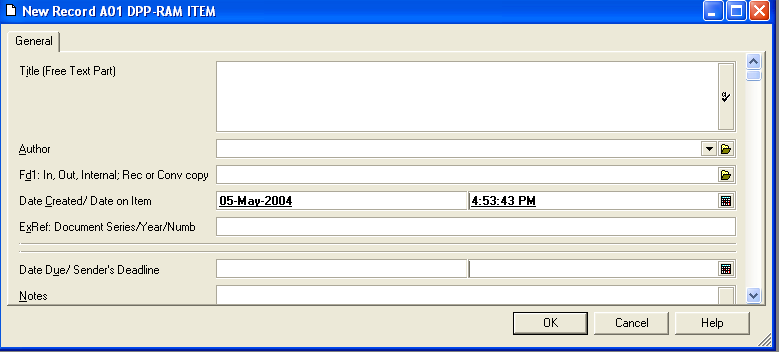 New Record A01 DPP-RAM ITEM
General
Title (Free Text Part)
Author
Fd1: In, Out, Internal; Rec or Conv copy
Date Created/ Date on Item 05-May-2004 4:53:43 PM
ExRef: Document Series/Year/Numb
Date Due/ Sender's Deadline
Notes
OK Cancel Help